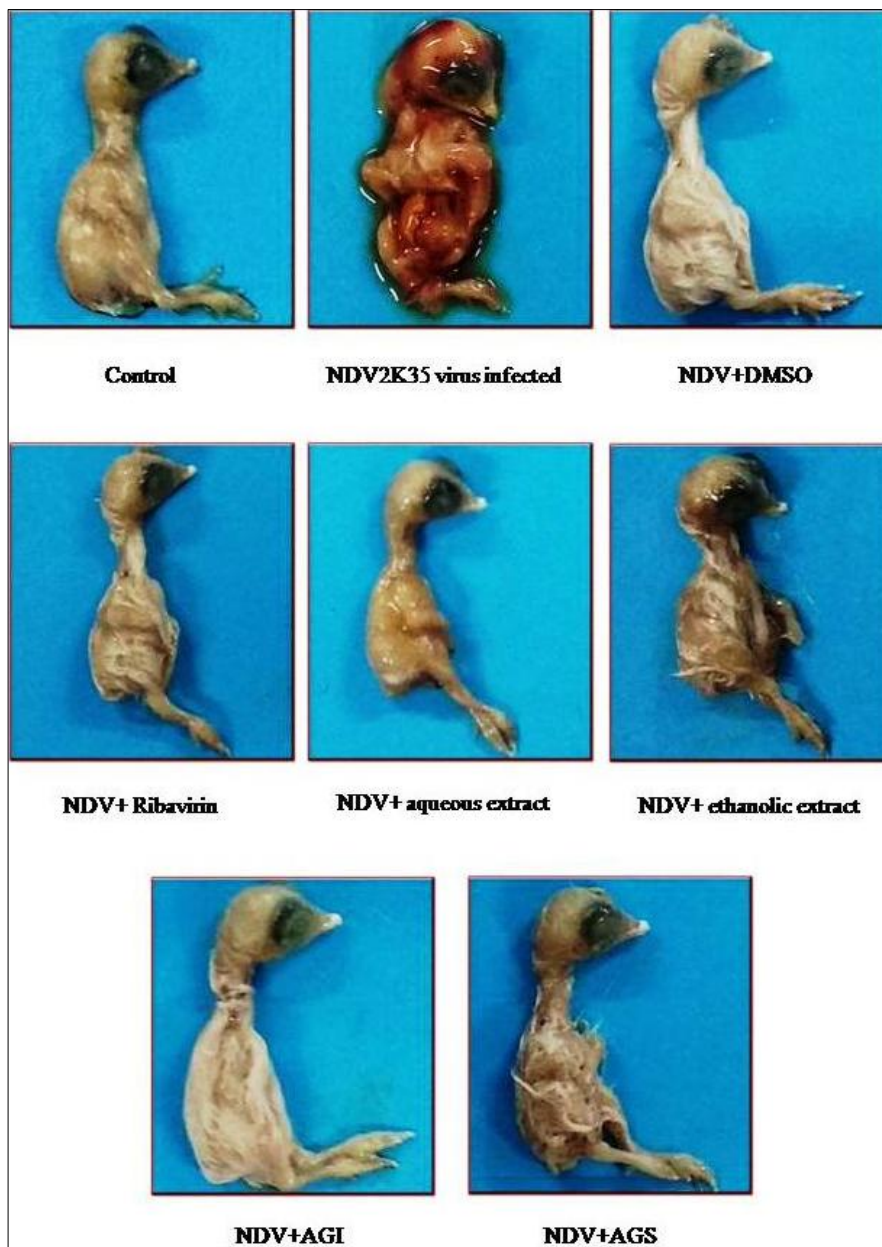 Control
NDV2K35 virus infected
NDV+DMSO
NDV+ Ribavirin
NDV+ aqueous extract
NDV+ ethanolic extract
NDV+AGI
NDV+AGS